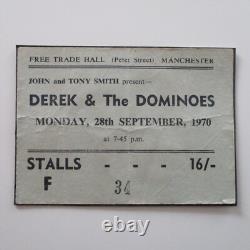 FREE TRADE HALL (Peter Street) MANCHESTER
JOHN and TONY SMITH present—
DEREK & The DOMINOES
MONDAY, 28th SEPTEMBER, 1970
at 7-45 p.m.
STALLS - - - 16/-
F 34